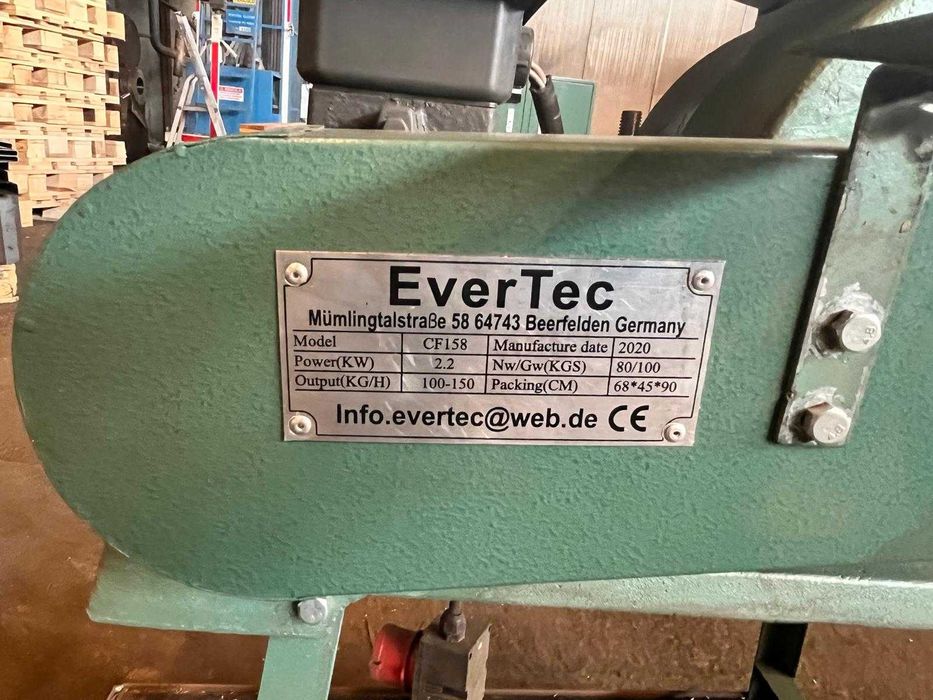 EverTec
Mümlingtalstraße 58 64743 Beerfelden Germany
Model CF158 Manufacture date 2020
Power(KW) 2.2 Nw/Gw(KGS) 80/100
Output(KG/H) 100-150 Packing(CM) 68*45*90
Info.evertec@web.de CE